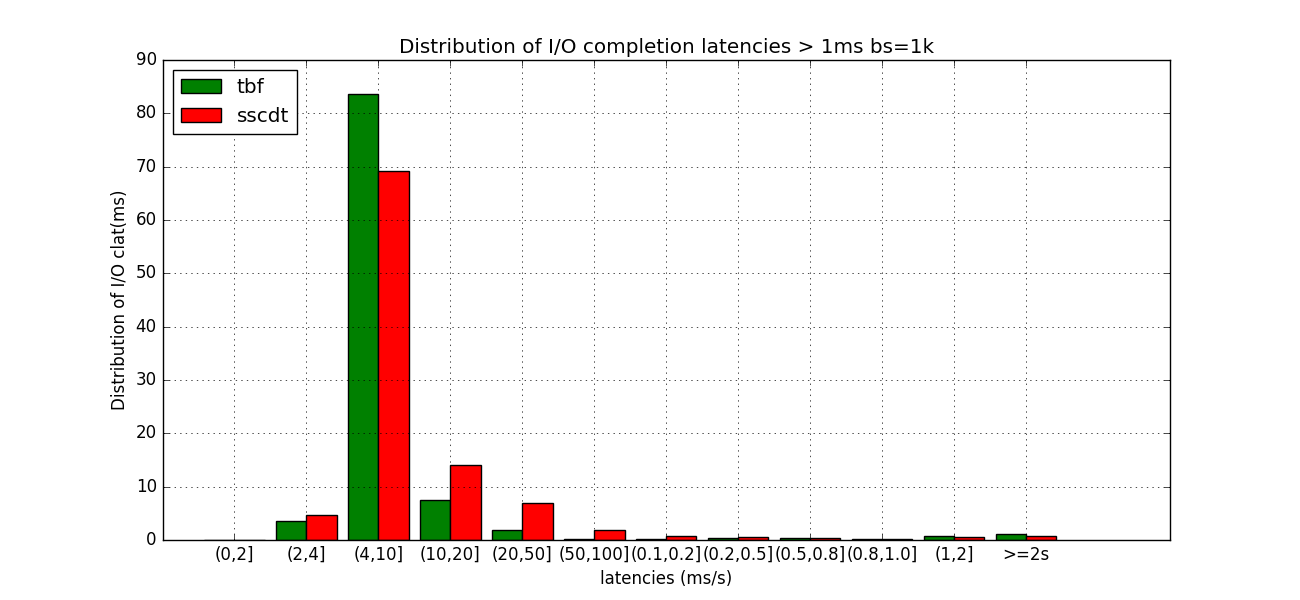 Distribution of I/O completion latencies > 1ms bs=1k
tbf
sscdt
Distribution of I/O clat(ms)
90
80
70
60
50
40
30
20
10
0
(0,2] (2,4] (4,10] (10,20] (20,50] (50,100] (0.1,0.2] (0.2,0.5] (0.5,0.8] (0.8,1.0] (1,2] >=2s
latencies (ms/s)